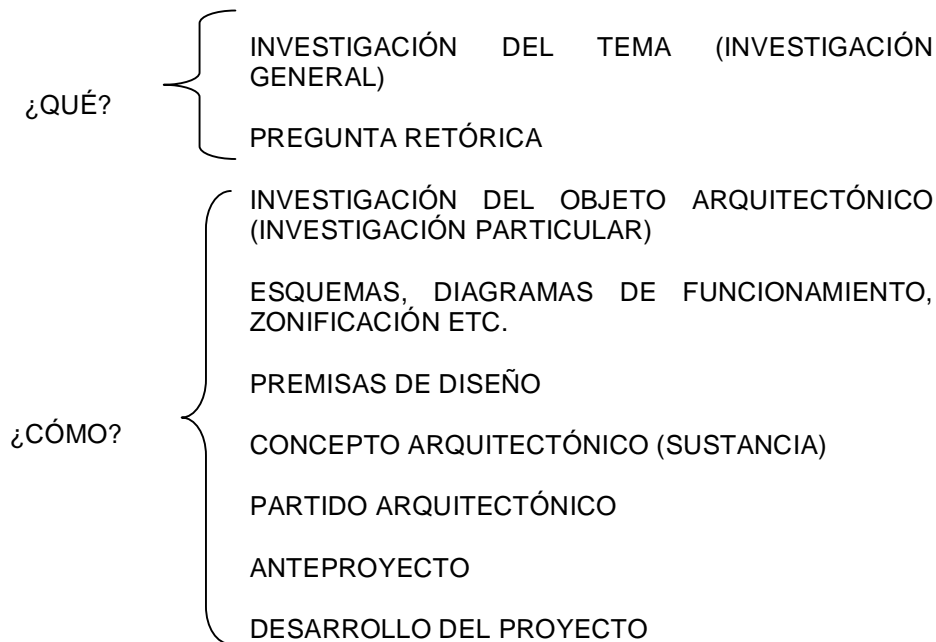 INVESTIGACIÓN DEL TEMA (INVESTIGACIÓN
GENERAL)
¿QUÉ?
PREGUNTA RETÓRICA
INVESTIGACIÓN DEL OBJETO ARQUITECTÓNICO
(INVESTIGACIÓN PARTICULAR)
ESQUEMAS, DIAGRAMAS DE FUNCIONAMIENTO,
ZONIFICACIÓN ETC.
PREMISAS DE DISEÑO
¿CÓMO?
CONCEPTO ARQUITECTÓNICO (SUSTANCIA)
PARTIDO ARQUITECTÓNICO
ANTEPROYECTO
DESARROLLO DEL PROYECTO